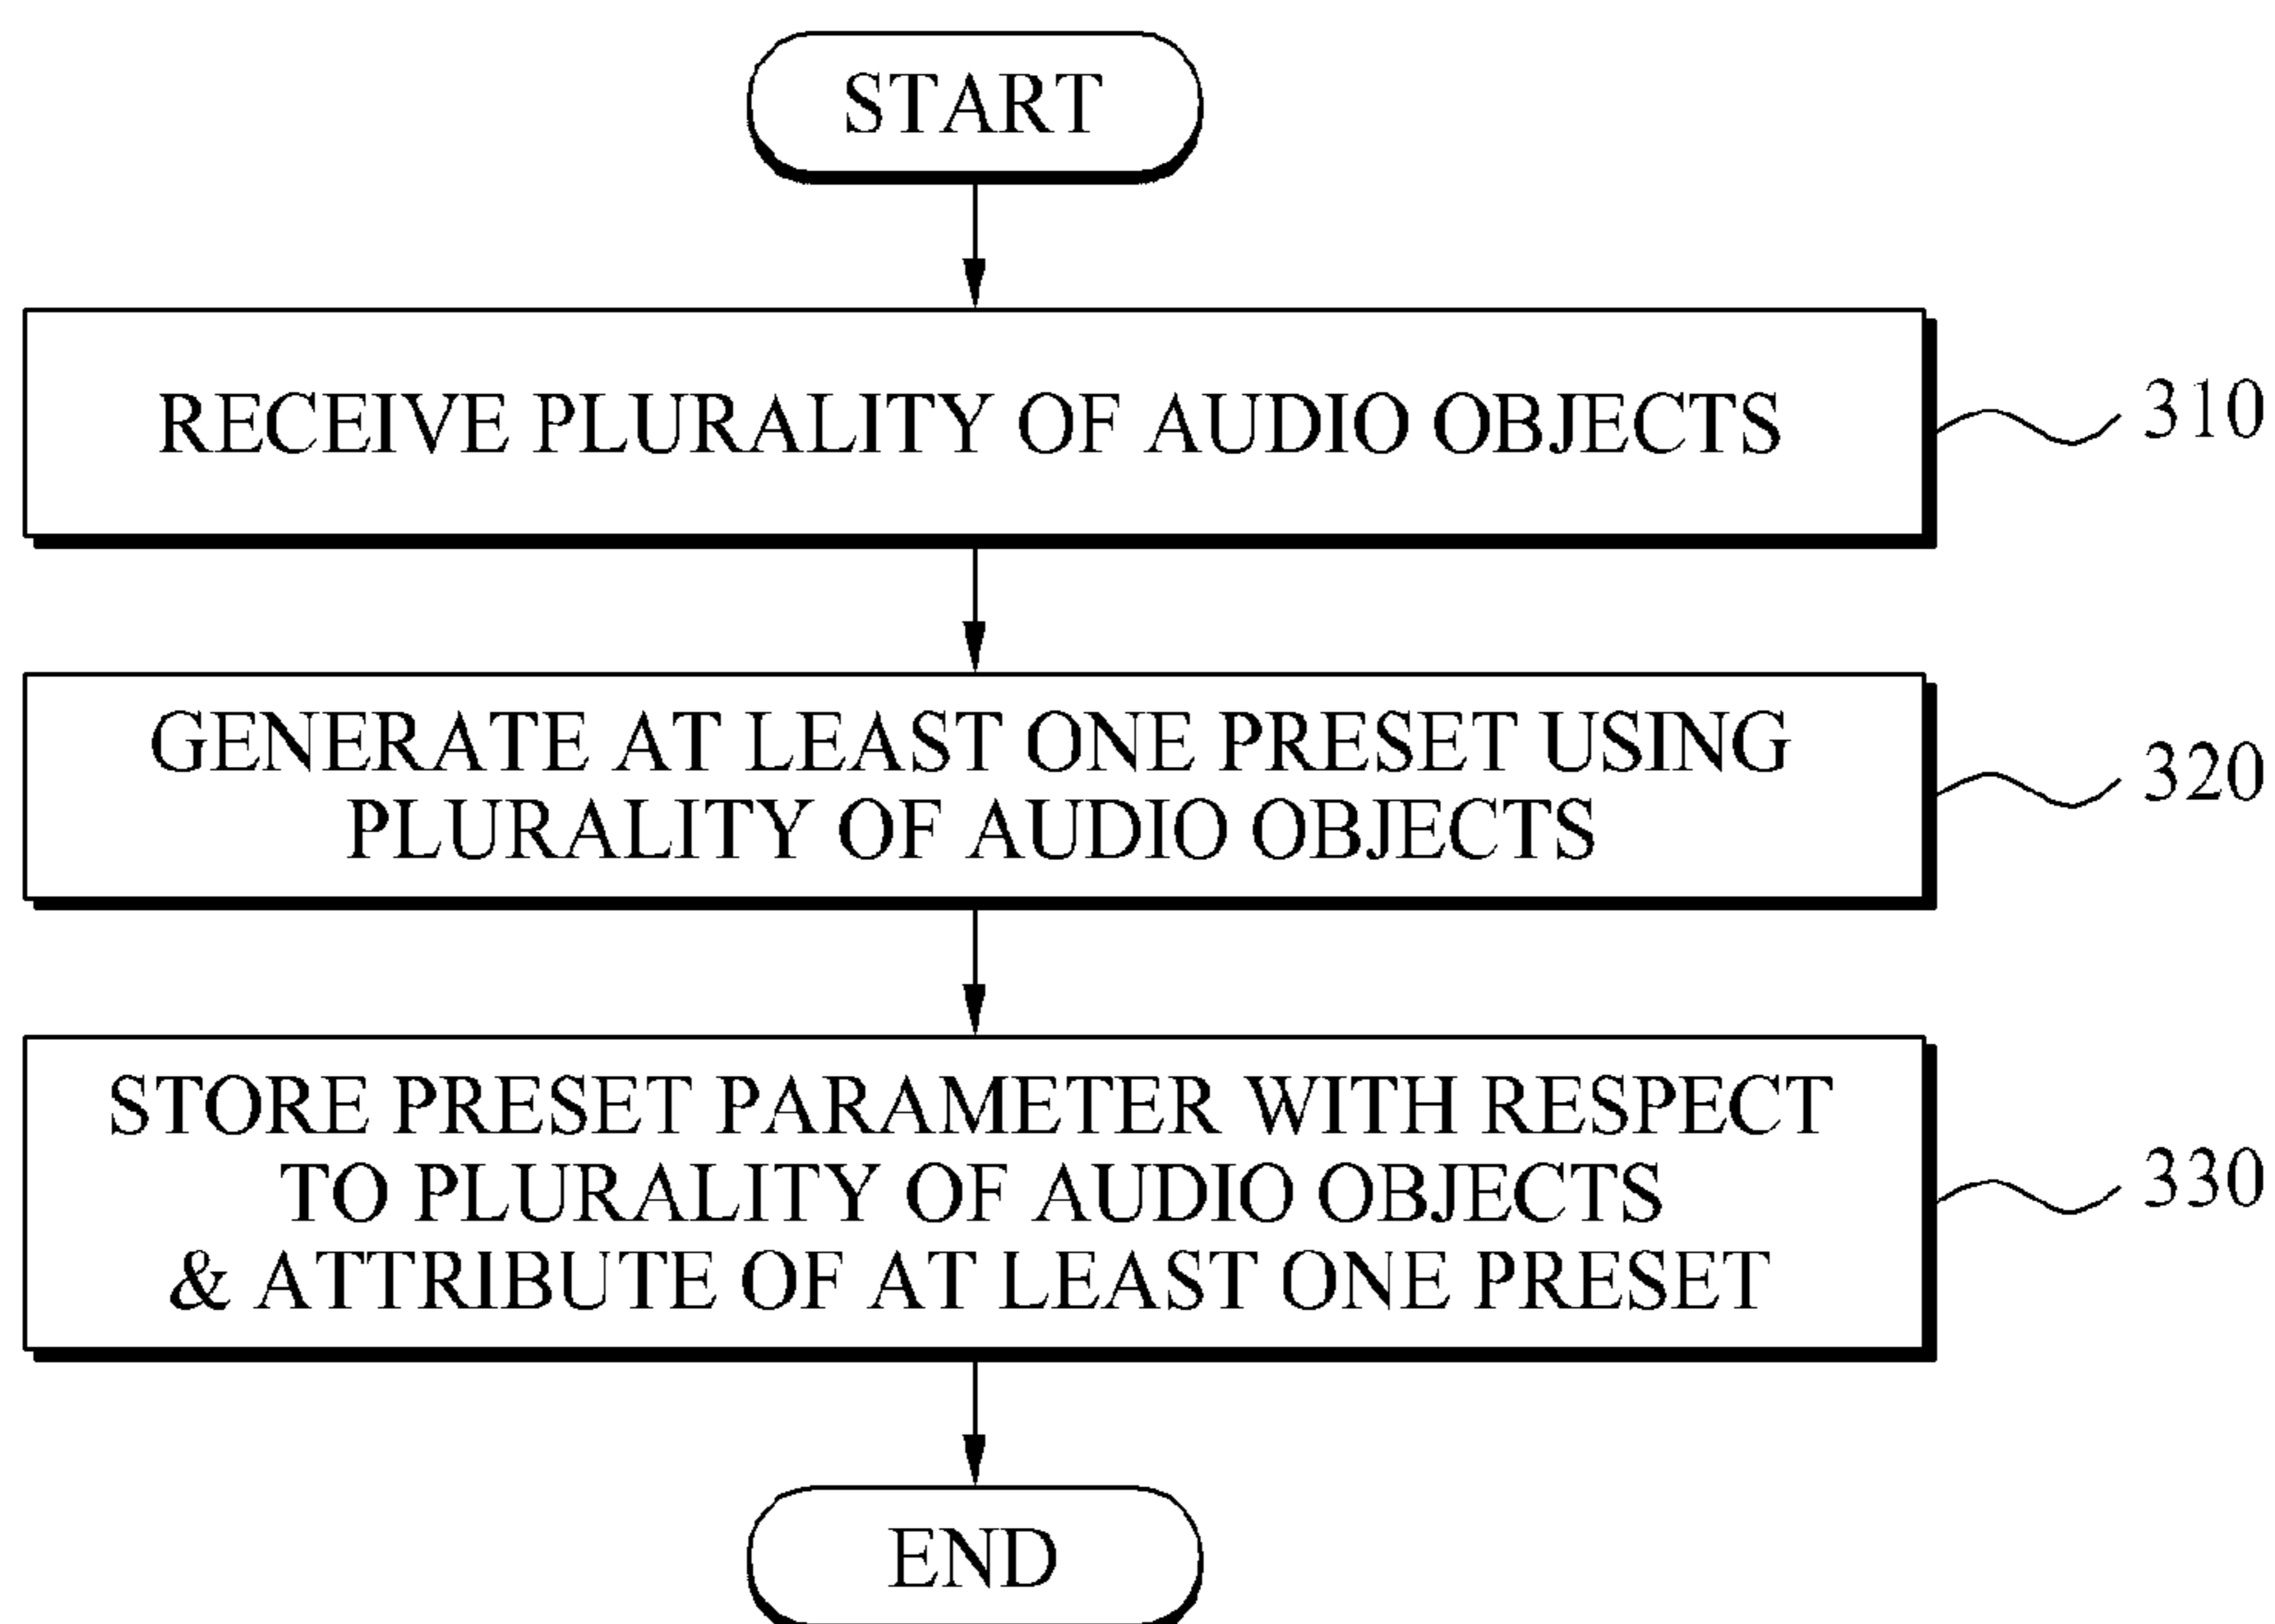 START
RECEIVE PLURALITY OF AUDIO OBJECTS
310
GENERATE AT LEAST ONE PRESET USING
PLURALITY OF AUDIO OBJECTS
320
STORE PRESET PARAMETER WITH RESPECT
TO PLURALITY OF AUDIO OBJECTS
& ATTRIBUTE OF AT LEAST ONE PRESET
330
END